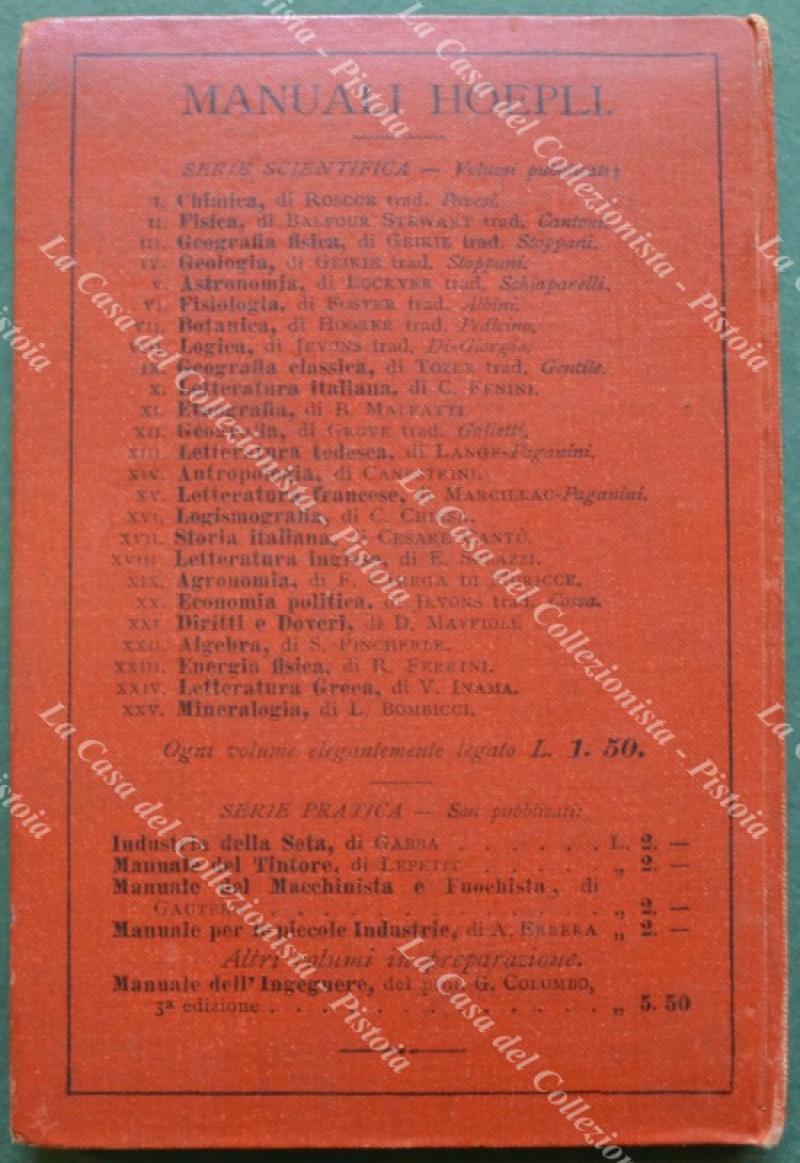 MANUALI HOEPLI.
SERIE SCIENTIFICA — Volumi pubblicati:
I. Chimica, di ROSCOE trad. Pavesi.
II. Fisica, di BALFOUR STEWART trad. Cantoni.
III. Geografia fisica, di GEIKIE trad. Stoppani.
IV. Geologia, di GEIKIE trad. Stoppani.
V. Astronomia, di LOCKYER trad. Schiaparelli.
VI. Fisiologia, di FOSTER trad. Albini.
VII. Botanica, di HOOKER trad. Pedicino.
VIII. Logica, di JEVONS trad. Di-Giorgio.
IX. Geografia classica, di TOZER trad. Gentile.
X. Letteratura italiana, di C. FENINI.
XI. Etnografia, di B. MALFATTI
XII. Geografia, di GROVE trad. Galletti.
XIII. Letteratura tedesca, di LANGE-Paganini.
XIV. Antropologia, di CANESTRINI.
XV. Letteratura francese, di MARCILLAC-Paganini.
XVI. Logismografia, di C. CHIESA.
XVII. Storia italiana, di CESARE CANTÙ.
XVIII. Letteratura inglese, di E. SOLAZZI.
XIX. Agronomia, di F. CAREGA DI MURICCE.
XX. Economia politica, di JEVONS trad. Cossa.
XXI. Diritti e Doveri, di D. MAFFIOLI
XXII. Algebra, di S. PINCHERLE.
XXIII. Energia fisica, di R. FERRINI.
XXIV. Letteratura Greca, di V. INAMA.
XXV. Mineralogia, di L. BOMBICCI.
Ogni volume elegantemente legato L. 1. 50.
SERIE PRATICA — Son pubblicati:
Industria della Seta, di GABBA . . . . . . L. 2. —
Manuale del Tintore, di LEPETIT . . . . . „ 2. —
Manuale del Macchinista e Fuochista, di
GAUTERO . . . . . . . . . . . . . „ 2. —
Manuale per le piccole Industrie, di A. ERRERA „ 2. —
Altri volumi in preparazione.
Manuale dell'Ingegnere, del prof. G. COLOMBO,
3ª edizione . . . . . . . . . . . . . „ 5. 50
La Casa del Collezionista - Pistoia